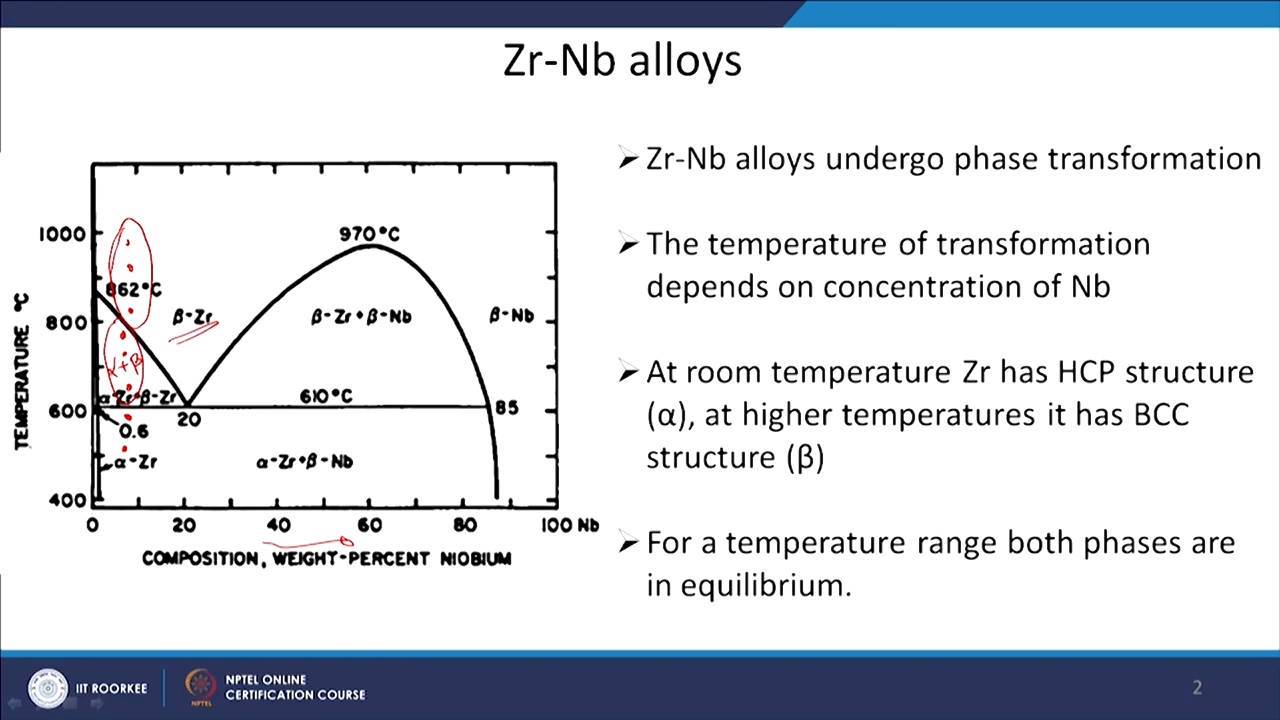 Zr-Nb alloys
1000
800
600
400
TEMPERATURE °C
970°C
862°C
β-Zr
β-Zr+β-Nb
β-Nb
α+β
α-Zr+β-Zr
610°C
85
20
0.6
α-Zr
α-Zr+β-Nb
0 20 40 60 80 100 Nb
COMPOSITION, WEIGHT-PERCENT NIOBIUM
➢ Zr-Nb alloys undergo phase transformation
➢ The temperature of transformation
depends on concentration of Nb
➢ At room temperature Zr has HCP structure
(α), at higher temperatures it has BCC
structure (β)
➢ For a temperature range both phases are
in equilibrium.
IIT ROORKEE
NPTEL
NPTEL ONLINE
CERTIFICATION COURSE
2